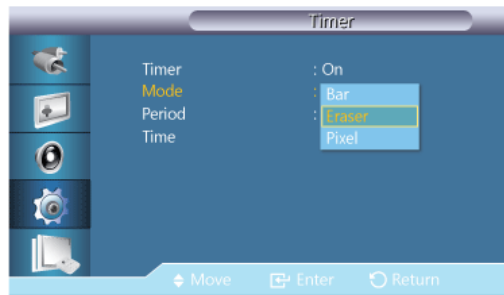 Timer
Timer : On
Mode : Bar
Period : Eraser
Time Pixel
Move Enter Return